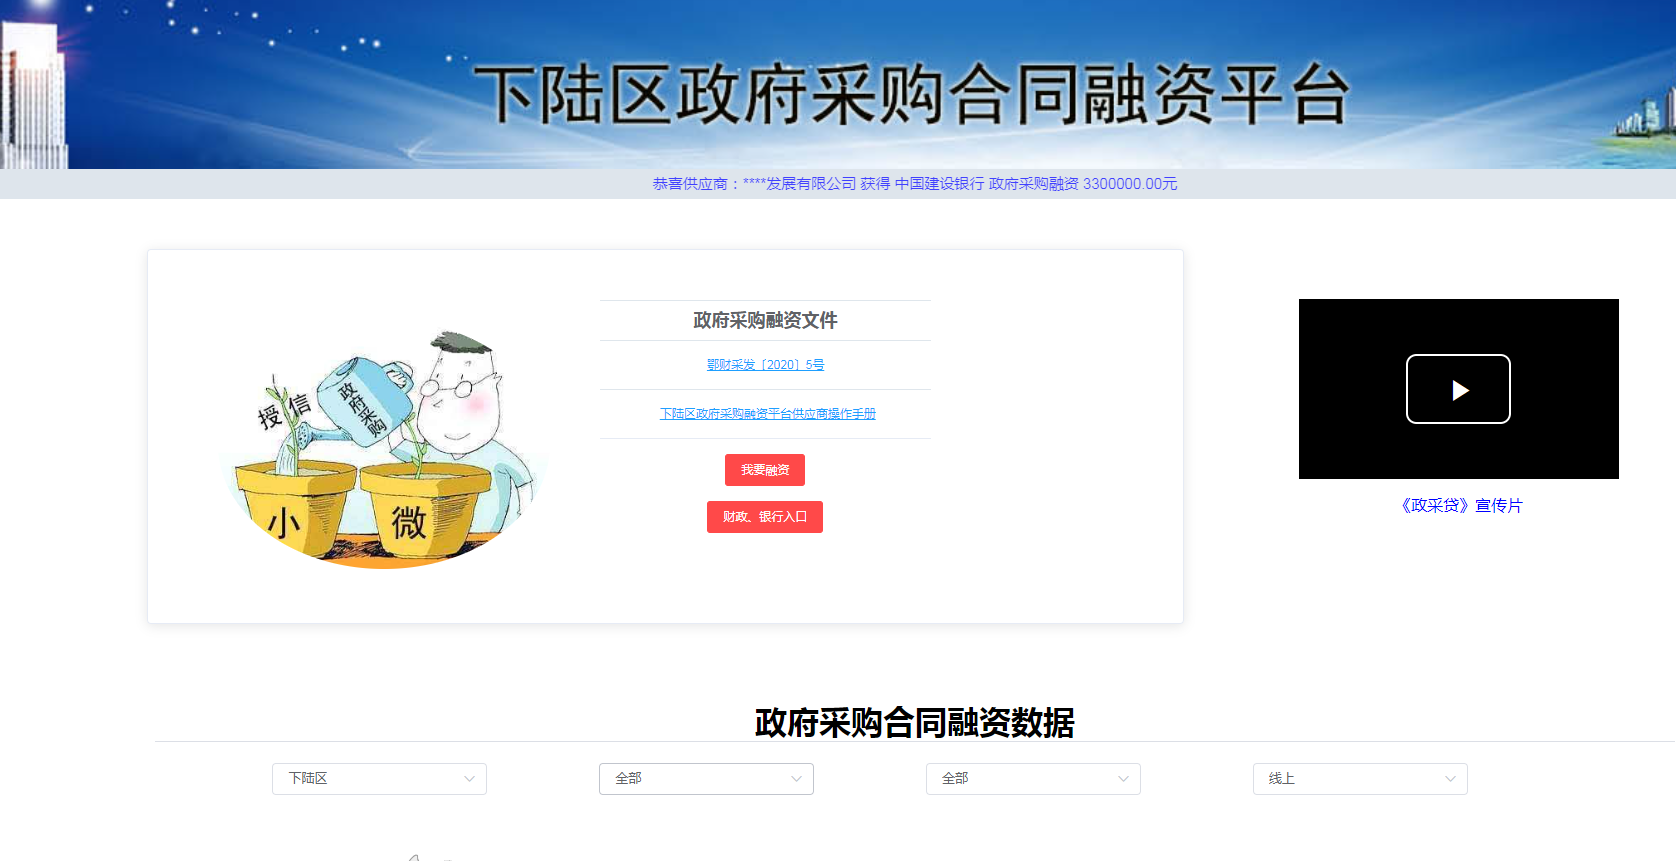 下陆区政府采购合同融资平台
恭喜供应商：****发展有限公司 获得 中国建设银行 政府采购融资 3300000.00元
授信
政府采购
小
微
政府采购融资文件
鄂财采发〔2020〕5号
下陆区政府采购融资平台供应商操作手册
我要融资
财政、银行入口
《政采贷》宣传片
政府采购合同融资数据
下陆区
全部
全部
线上